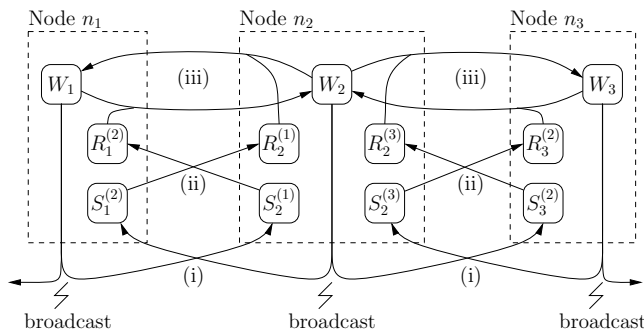 Node n₁ Node n₂ Node n₃
(iii) (iii)
W₁ W₂ W₃
R₁⁽²⁾ R₂⁽¹⁾ R₂⁽³⁾ R₃⁽²⁾
(ii) (ii)
S₁⁽²⁾ S₂⁽¹⁾ S₂⁽³⁾ S₃⁽²⁾
(i) (i)
broadcast broadcast broadcast